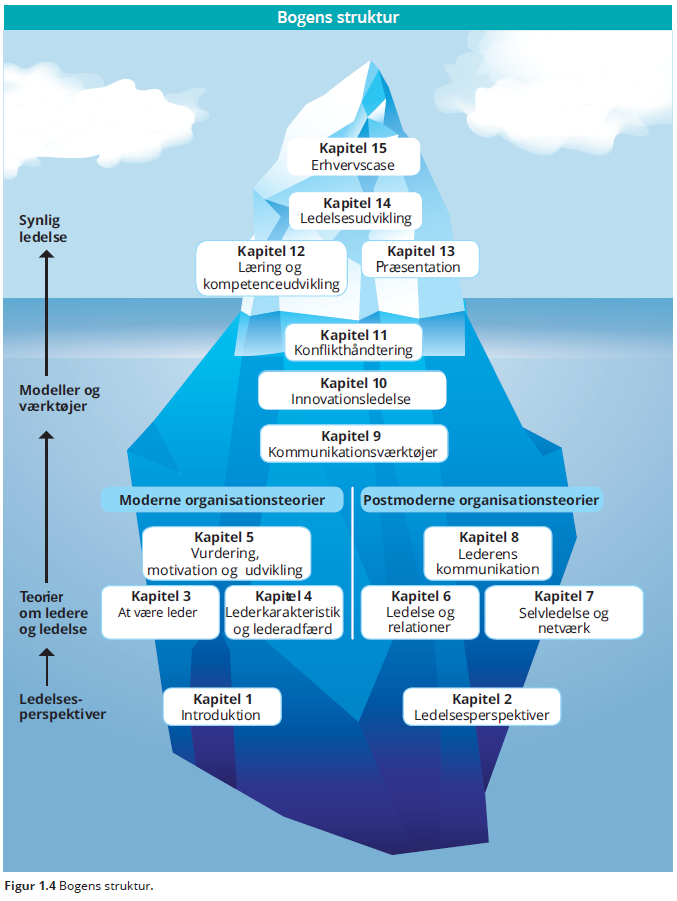 Bogens struktur
Kapitel 15
Erhvervscase
Kapitel 14
Ledelsesudvikling
Synlig
ledelse
Kapitel 12
Læring og
kompetenceudvikling
Kapitel 13
Præsentation
Kapitel 11
Konflikthåndtering
Modeller og
værktøjer
Kapitel 10
Innovationsledelse
Kapitel 9
Kommunikationsværktøjer
Moderne organisationsteorier
Postmoderne organisationsteorier
Kapitel 5
Vurdering,
motivation og udvikling
Kapitel 8
Lederens
kommunikation
Teorier
om ledere
og ledelse
Kapitel 3
At være leder
Kapitel 4
Lederkarakteristik
og lederadfærd
Kapitel 6
Ledelse og
relationer
Kapitel 7
Selvledelse og
netværk
Ledelses-
perspektiver
Kapitel 1
Introduktion
Kapitel 2
Ledelsesperspektiver
Figur 1.4 Bogens struktur.